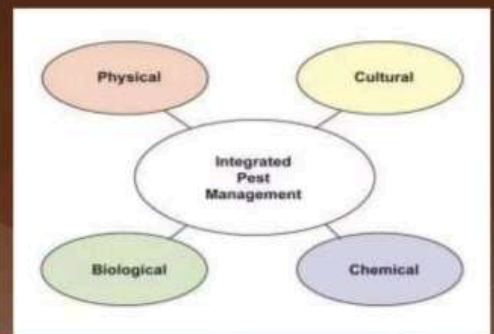 Physical
Cultural
Integrated
Pest
Management
Biological
Chemical